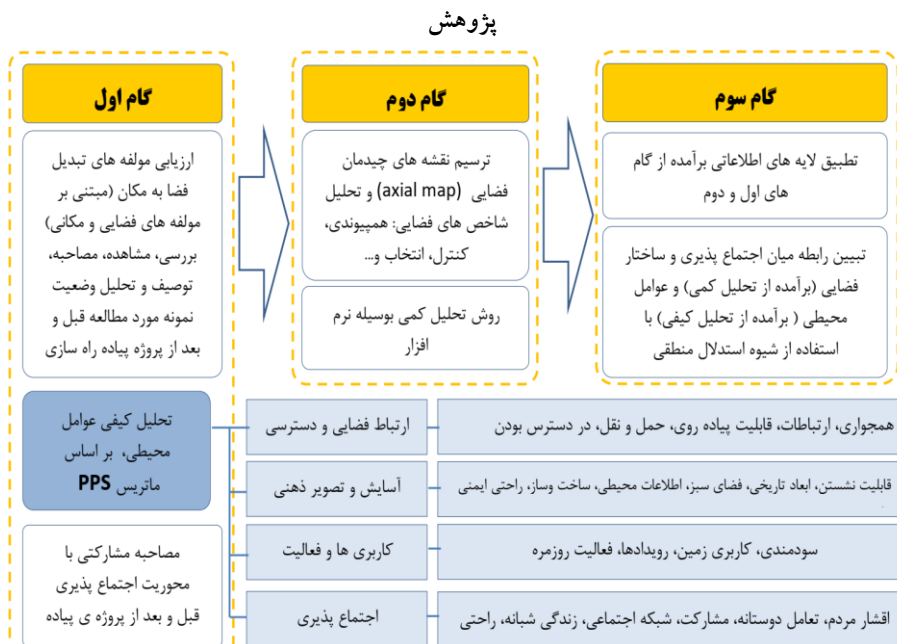 پژوهش
گام اول
ارزیابی مولفه های تبدیل
فضا به مکان (مبتنی بر
مولفه های فضایی و مکانی)
بررسی، مشاهده، مصاحبه،
توصیف و تحلیل وضعیت
نمونه مورد مطالعه قبل و
بعد از پروژه پیاده راه سازی
گام دوم
ترسیم نقشه های چیدمان
فضایی (axial map) و تحلیل
شاخص های فضایی: همپیوندی،
کنترل، انتخاب و...
روش تحلیل کمی بوسیله نرم
افزار
گام سوم
تطبیق لایه های اطلاعاتی برآمده از گام
های اول و دوم
تبیین رابطه میان اجتماع پذیری و ساختار
فضایی (برآمده از تحلیل کمی) و عوامل
محیطی ( برآمده از تحلیل کیفی) با
استفاده از شیوه استدلال منطقی
تحلیل کیفی عوامل
محیطی، بر اساس
ماتریس PPS
مصاحبه مشارکتی با
محوریت اجتماع پذیری
قبل و بعد از پروژه ی پیاده
ارتباط فضایی و دسترسی
همجواری، ارتباطات، قابلیت پیاده روی، حمل و نقل، در دسترس بودن
آسایش و تصویر ذهنی
قابلیت نشستن، ابعاد تاریخی، فضای سبز، اطلاعات محیطی، ساخت وساز، راحتی ایمنی
کاربری ها و فعالیت
سودمندی، کاربری زمین، رویدادها، فعالیت روزمره
اجتماع پذیری
اقشار مردم، تعامل دوستانه، مشارکت، شبکه اجتماعی، زندگی شبانه، راحتی